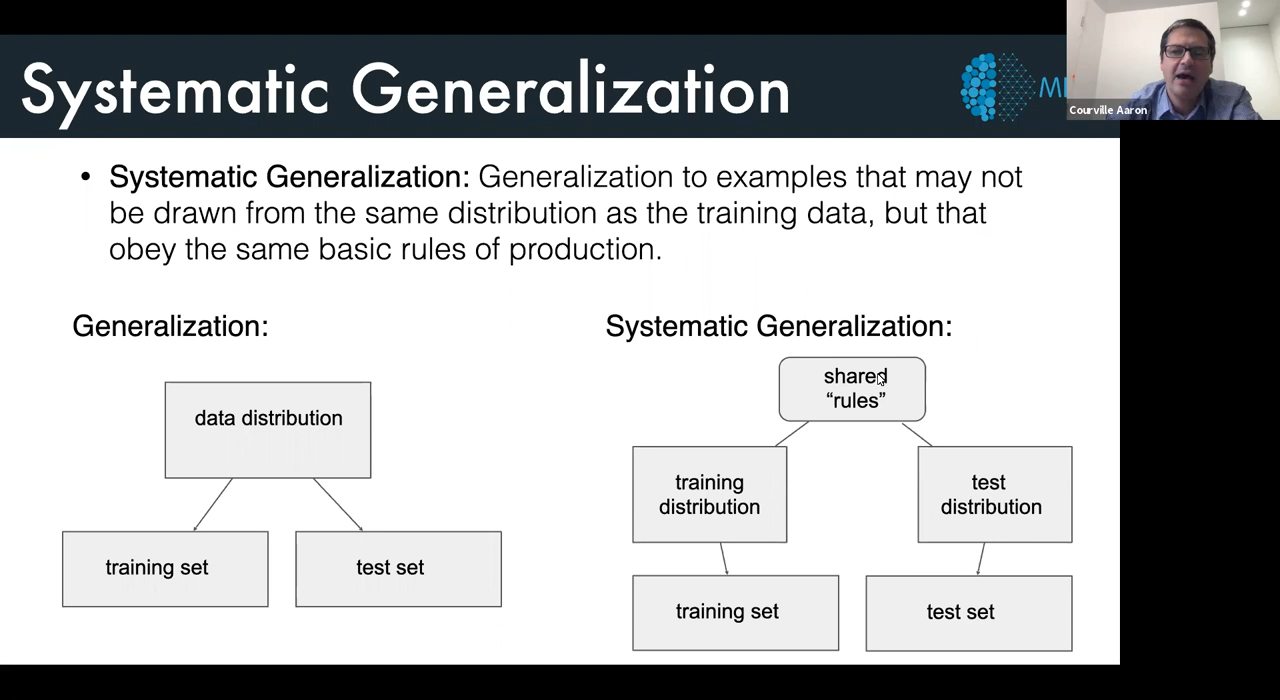 Systematic Generalization
Courville Aaron
• Systematic Generalization: Generalization to examples that may not
be drawn from the same distribution as the training data, but that
obey the same basic rules of production.
Generalization:
data distribution
training set
test set
Systematic Generalization:
shared
“rules”
training
distribution
test
distribution
training set
test set